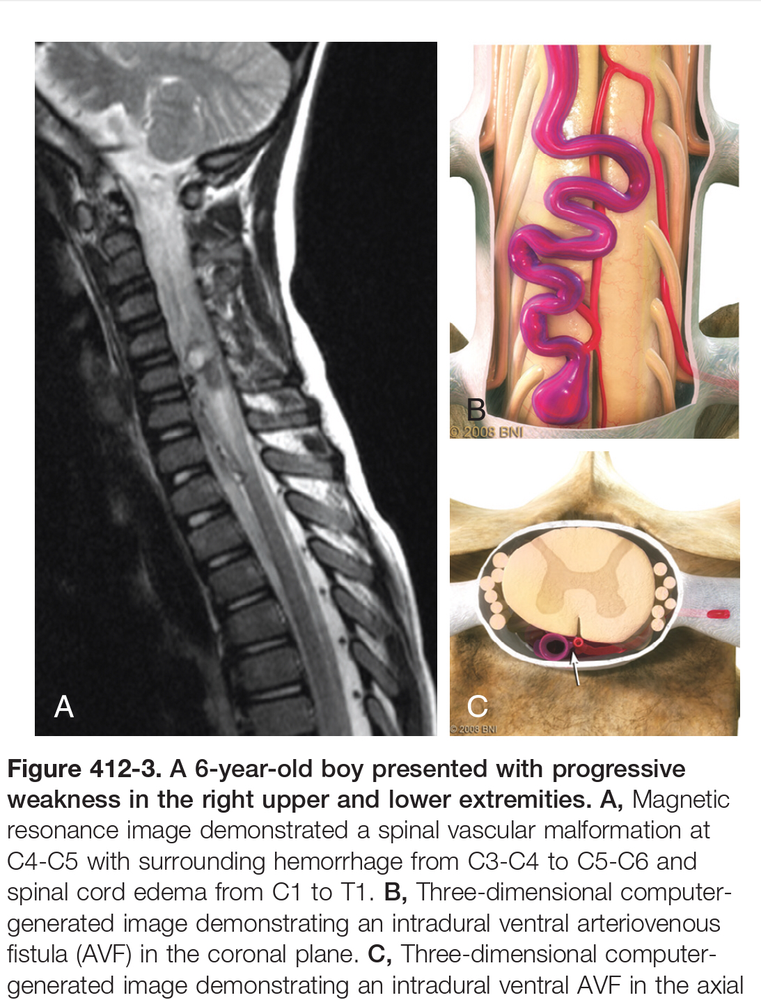 A
B
© 2008 BNI
C
© 2008 BNI
Figure 412-3. A 6-year-old boy presented with progressive
weakness in the right upper and lower extremities. A, Magnetic
resonance image demonstrated a spinal vascular malformation at
C4-C5 with surrounding hemorrhage from C3-C4 to C5-C6 and
spinal cord edema from C1 to T1. B, Three-dimensional computer-
generated image demonstrating an intradural ventral arteriovenous
fistula (AVF) in the coronal plane. C, Three-dimensional computer-
generated image demonstrating an intradural ventral AVF in the axial